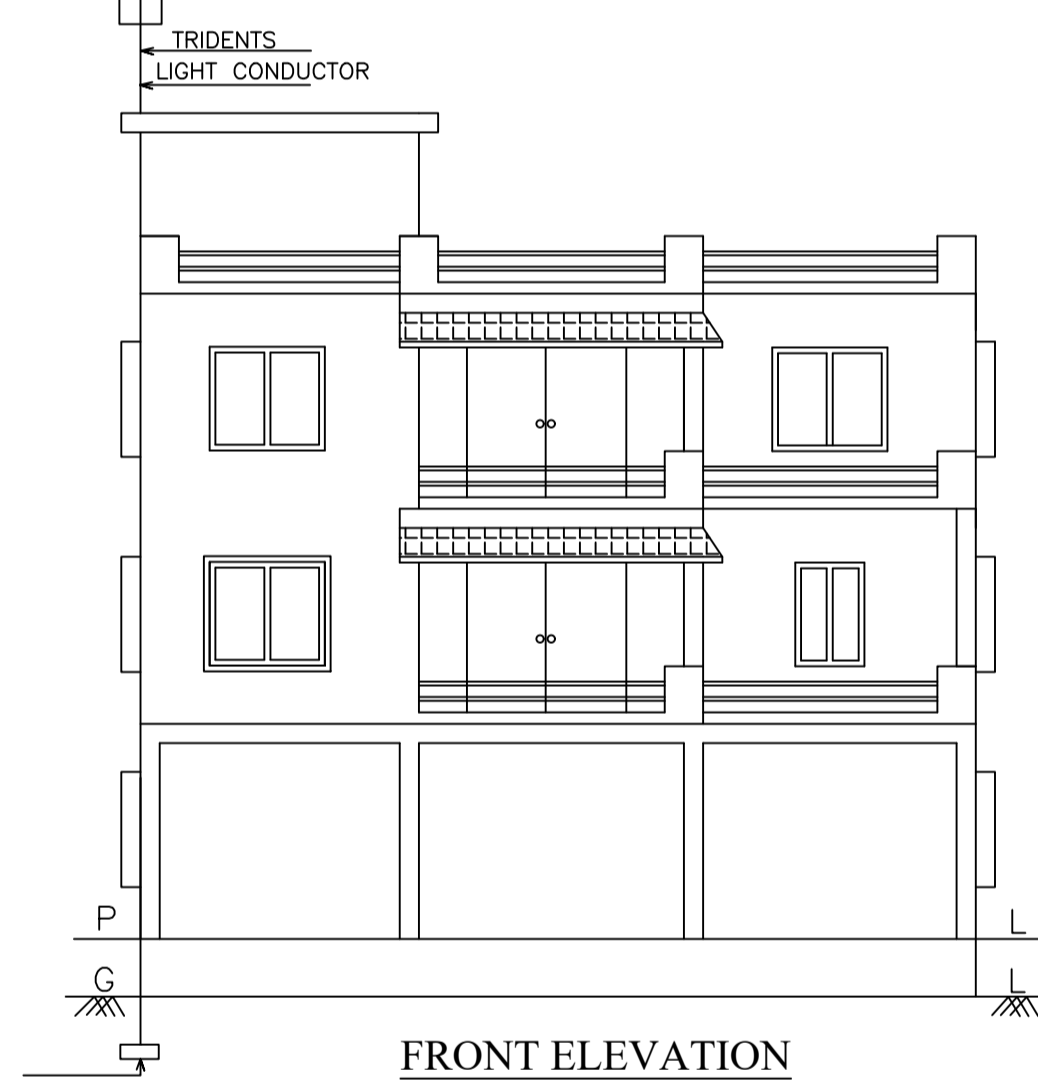 TRIDENTS
LIGHT CONDUCTOR
P L
G L
FRONT ELEVATION